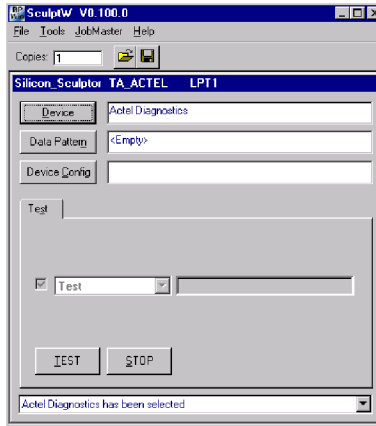 SculptW V0.100.0
File Tools JobMaster Help
Copies: 1
Silicon_Sculptor TA_ACTEL LPT1
Device Actel Diagnostics
Data Pattern <Empty>
Device Config
Test
Test
TEST STOP
Actel Diagnostics has been selected